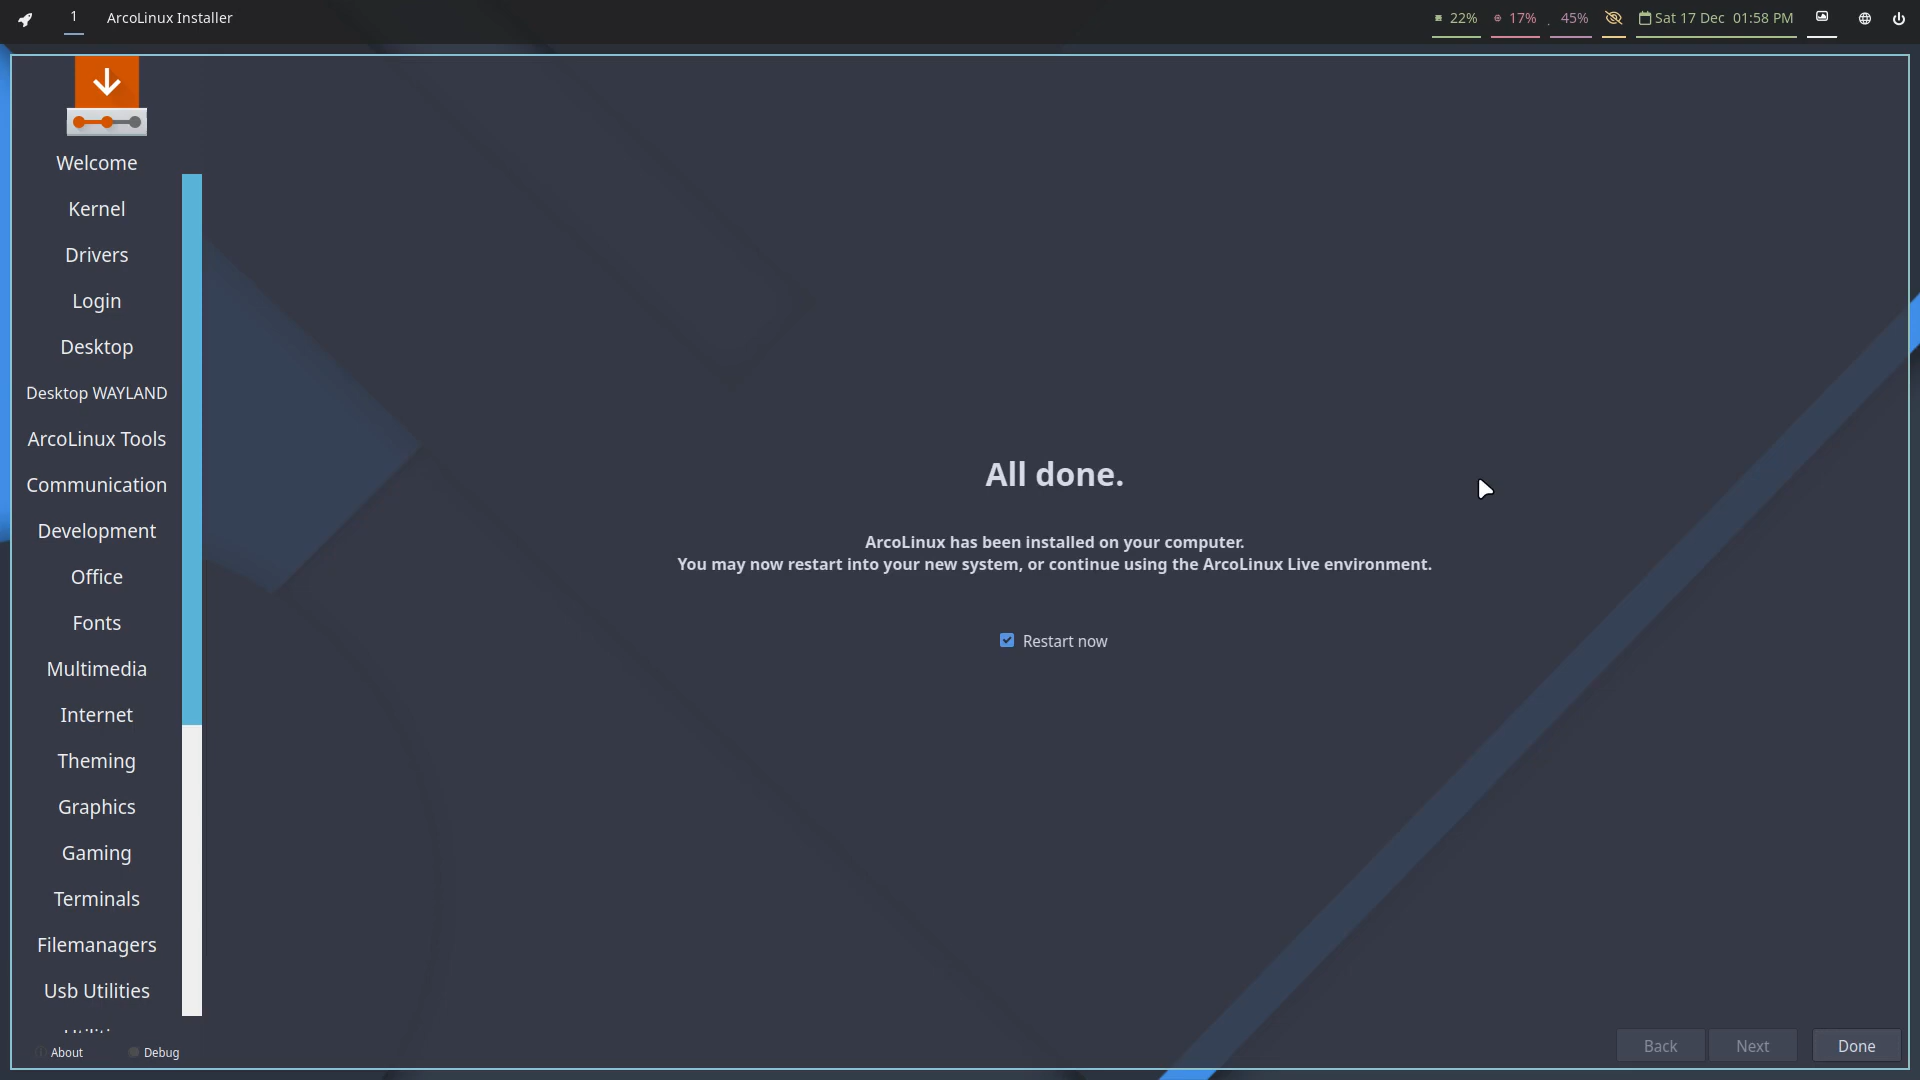 1 ArcoLinux Installer 22% 17% 45% Sat 17 Dec 01:58 PM
Welcome
Kernel
Drivers
Login
Desktop
Desktop WAYLAND
ArcoLinux Tools
Communication
Development
Office
Fonts
Multimedia
Internet
Theming
Graphics
Gaming
Terminals
Filemanagers
Usb Utilities
About Debug
All done.
ArcoLinux has been installed on your computer.
You may now restart into your new system, or continue using the ArcoLinux Live environment.
Restart now
Back Next Done